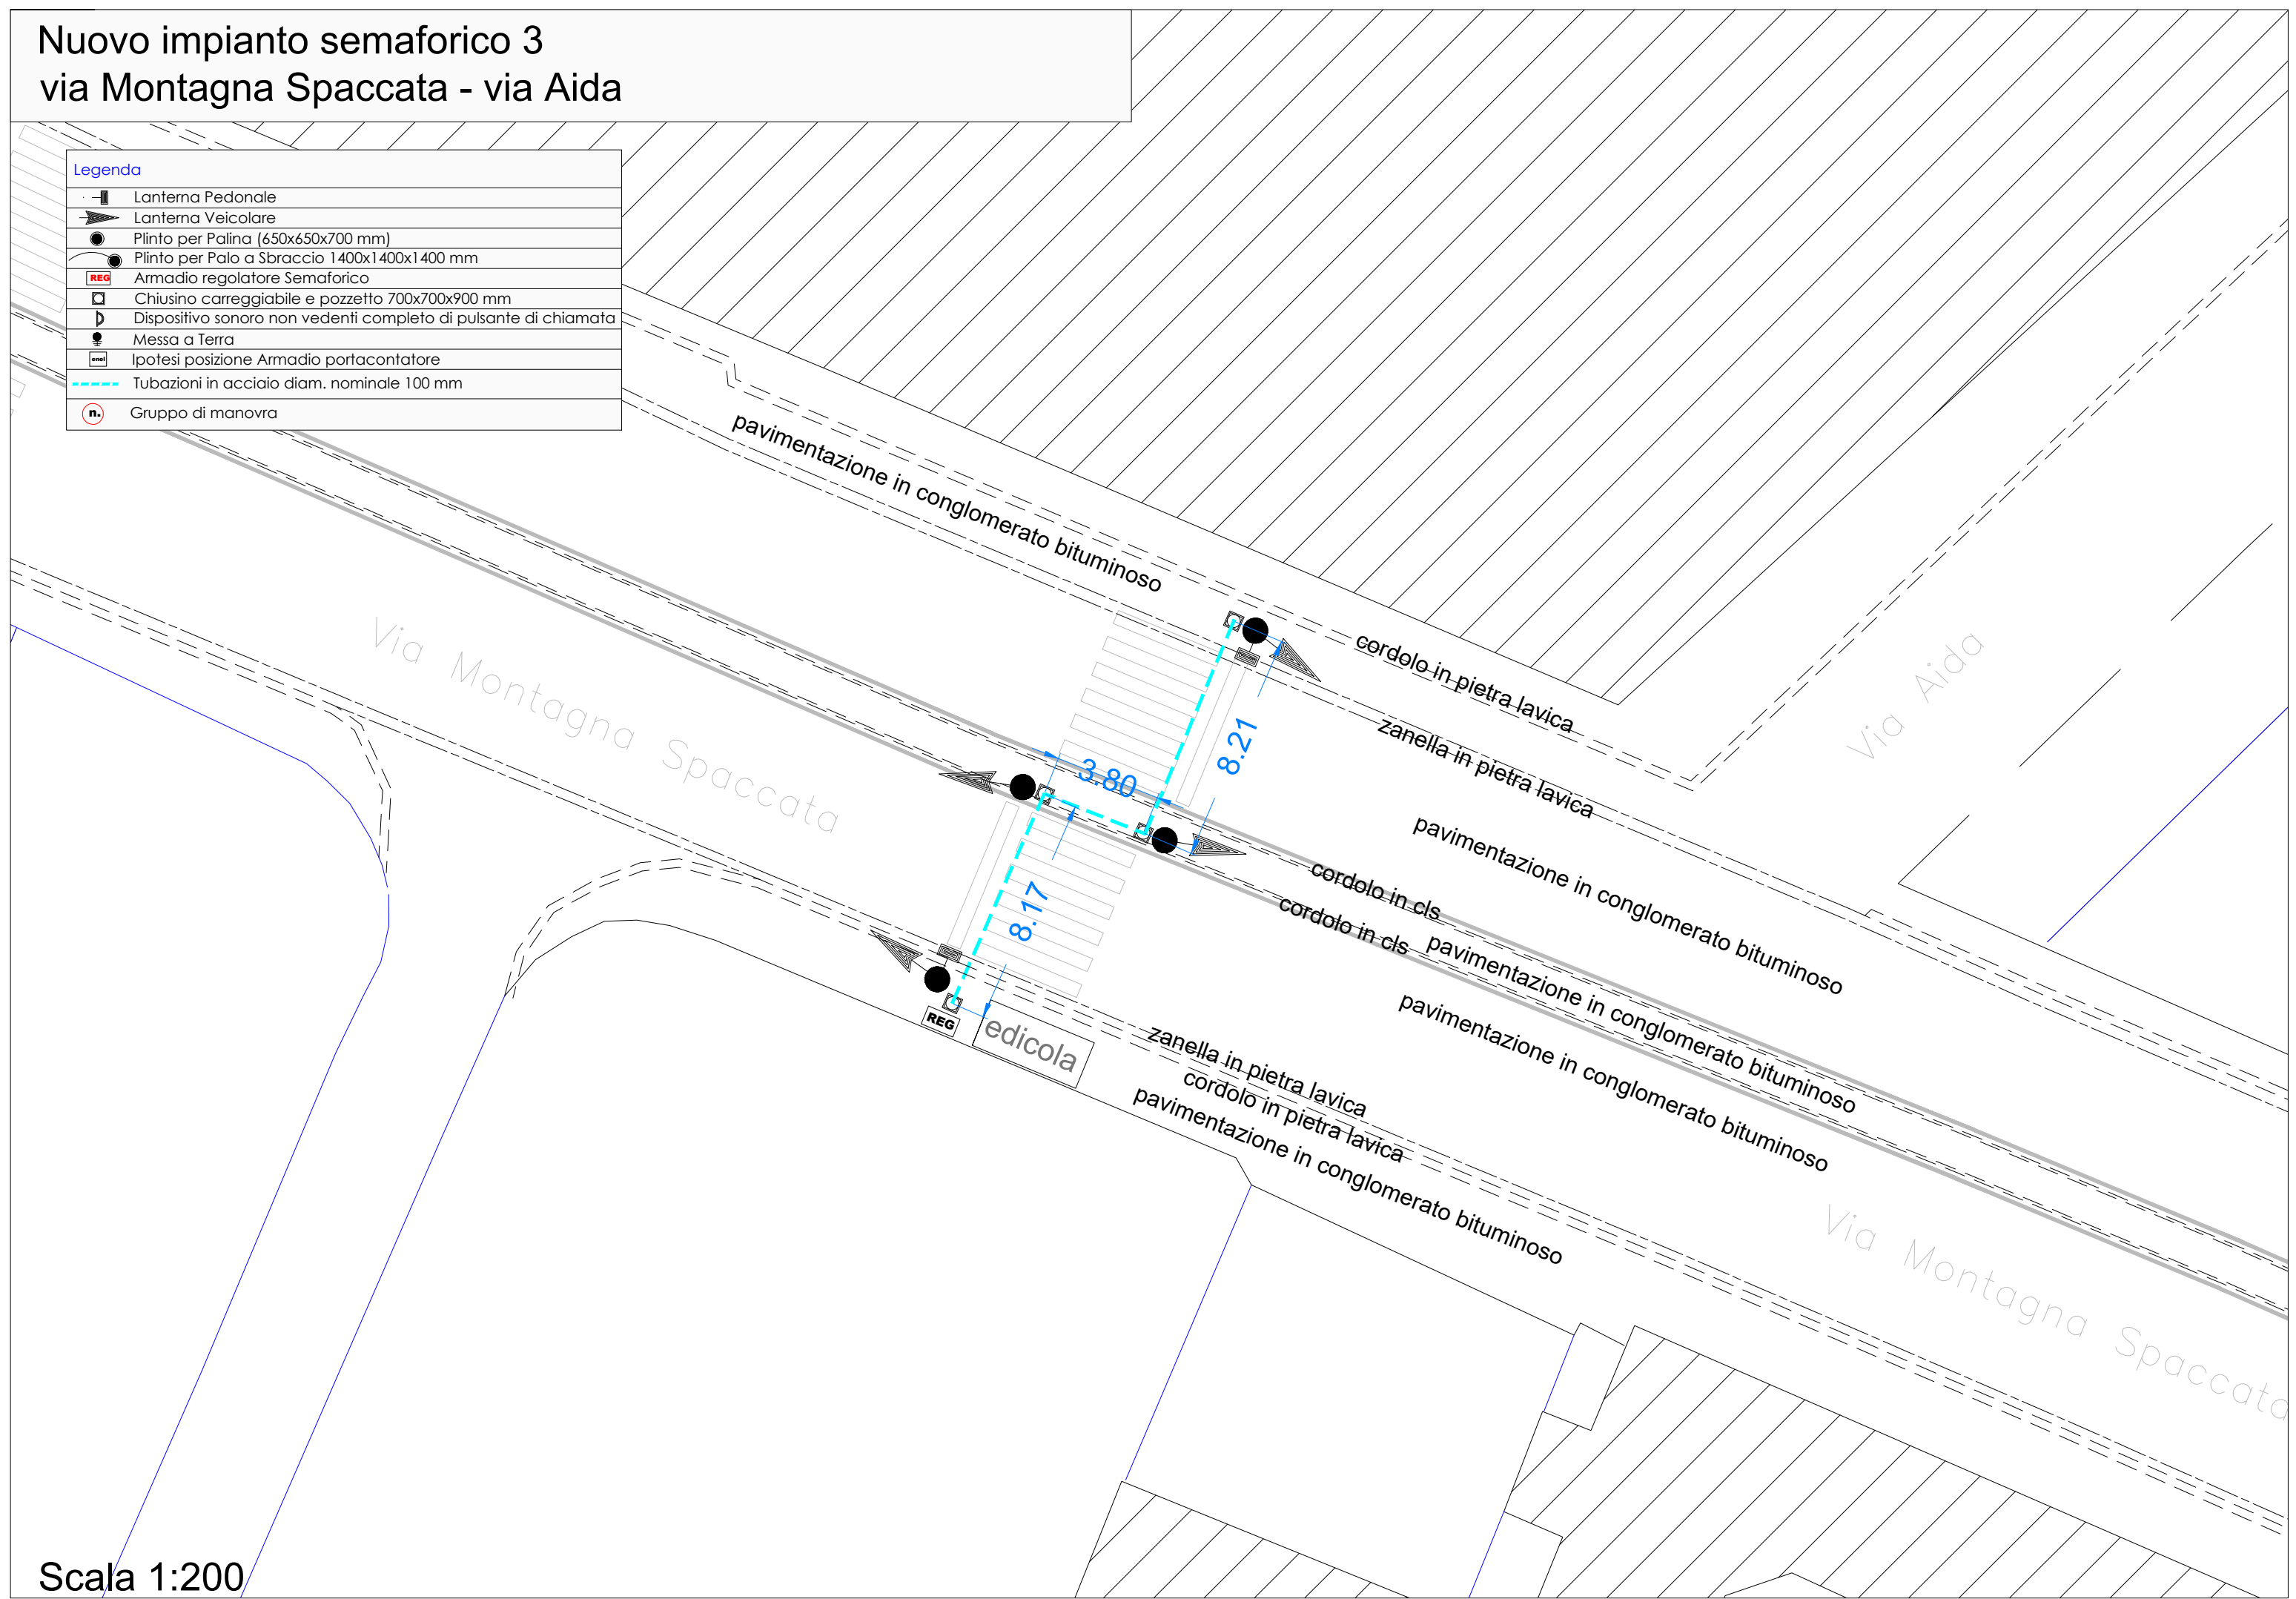 Nuovo impianto semaforico 3
via Montagna Spaccata - via Aida
Legenda
Lanterna Pedonale
Lanterna Veicolare
Plinto per Palina (650x650x700 mm)
Plinto per Palo a Sbraccio 1400x1400x1400 mm
REG Armadio regolatore Semaforico
Chiusino carreggiabile e pozzetto 700x700x900 mm
Dispositivo sonoro non vedenti completo di pulsante di chiamata
Messa a Terra
enel Ipotesi posizione Armadio portacontatore
Tubazioni in acciaio diam. nominale 100 mm
n. Gruppo di manovra
pavimentazione in conglomerato bituminoso
cordolo in pietra lavica
Via Aida
zanella in pietra lavica
Via Montagna Spaccata
8.21
3.80
pavimentazione in conglomerato bituminoso
cordolo in cls
cordolo in cls
8.17
pavimentazione in conglomerato bituminoso
pavimentazione in conglomerato bituminoso
REG
edicola
zanella in pietra lavica
cordolo in pietra lavica
pavimentazione in conglomerato bituminoso
Via Montagna Spaccata
Scala 1:200